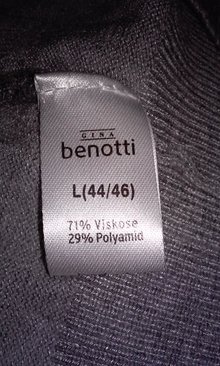 GINA
benotti
L(44/46)
71% Viskose
29% Polyamid